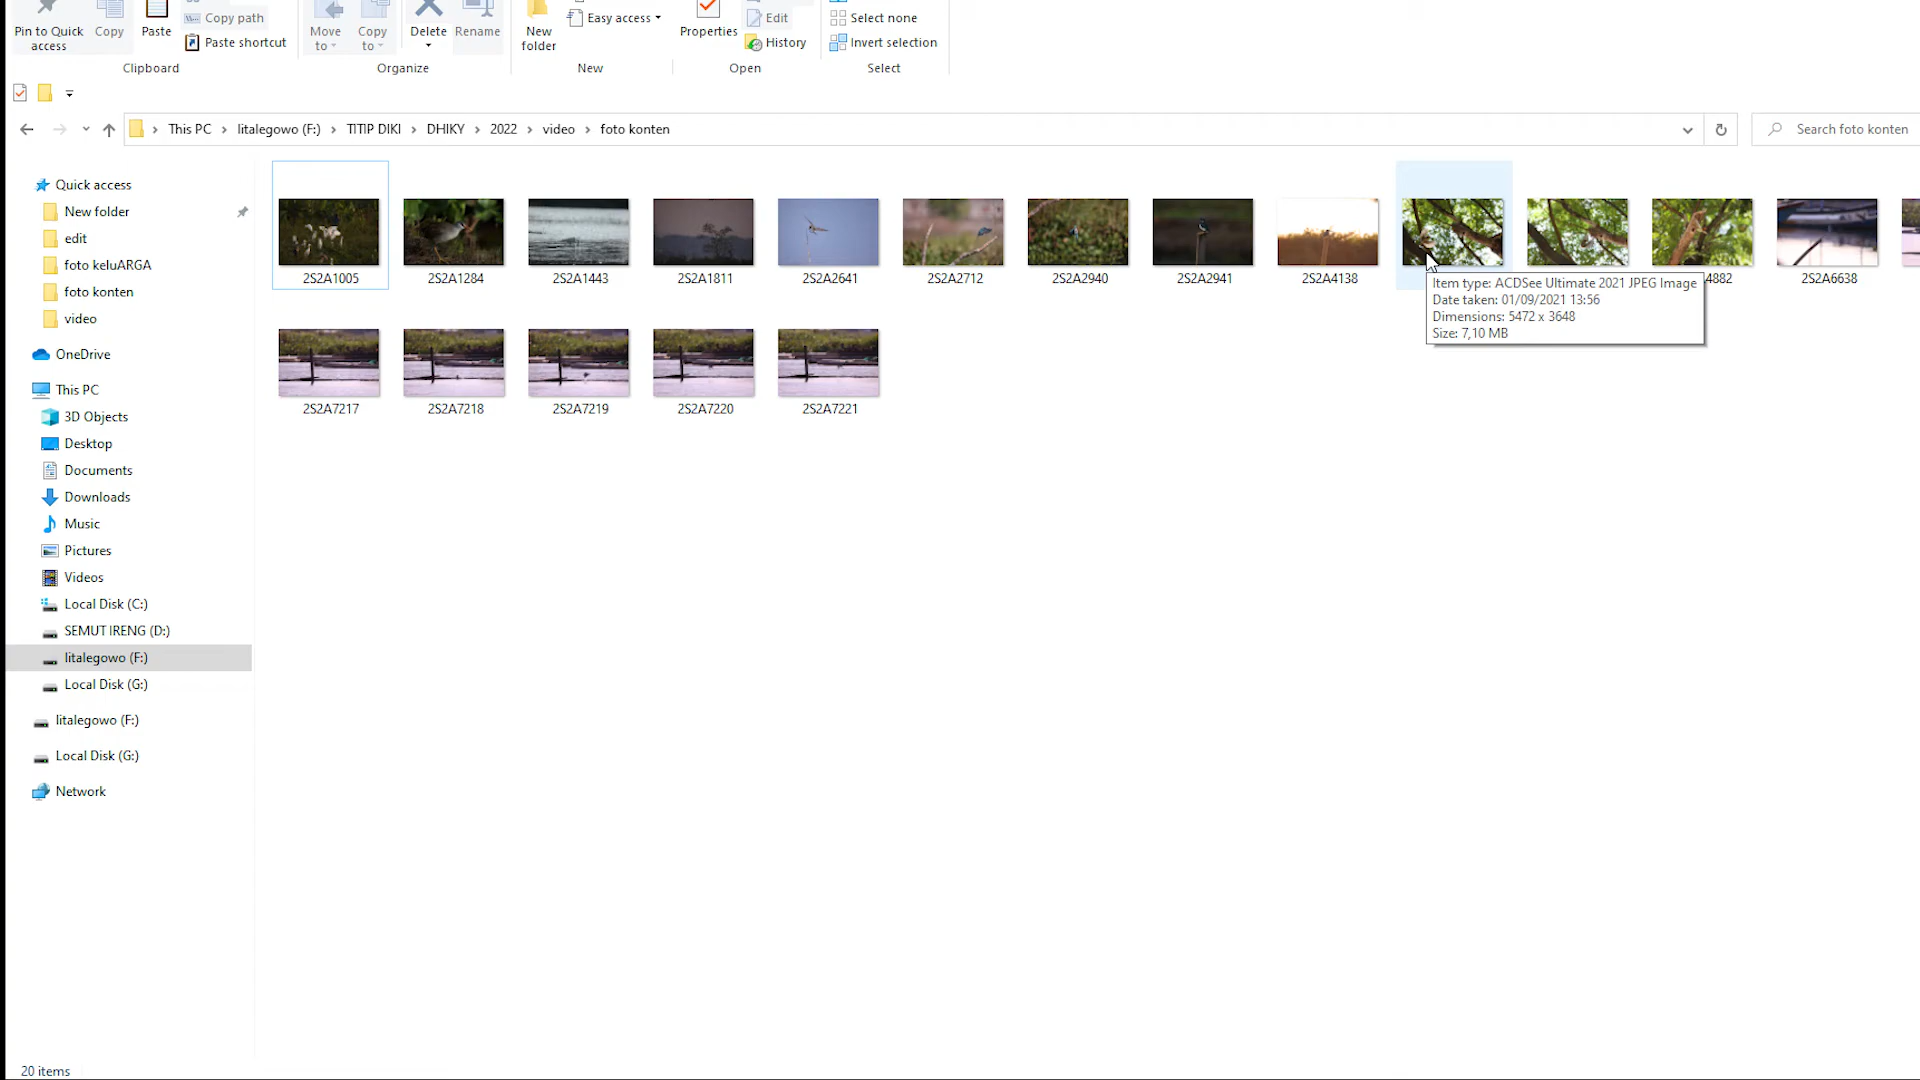 Pin to Quick access
Copy
Paste
Copy path
Paste shortcut
Clipboard
Move to
Copy to
Delete
Rename
Organize
New folder
Easy access
New
Properties
Edit
History
Open
Select none
Invert selection
Select
This PC › litalegowo (F:) › TITIP DIKI › DHIKY › 2022 › video › foto konten
Search foto konten
Quick access
New folder
edit
foto keluARGA
foto konten
video
OneDrive
This PC
3D Objects
Desktop
Documents
Downloads
Music
Pictures
Videos
Local Disk (C:)
SEMUT IRENG (D:)
litalegowo (F:)
Local Disk (G:)
litalegowo (F:)
Local Disk (G:)
Network
2S2A1005
2S2A1284
2S2A1443
2S2A1811
2S2A2641
2S2A2712
2S2A2940
2S2A2941
2S2A4138
4882
2S2A6638
Item type: ACDSee Ultimate 2021 JPEG Image
Date taken: 01/09/2021 13:56
Dimensions: 5472 x 3648
Size: 7,10 MB
2S2A7217
2S2A7218
2S2A7219
2S2A7220
2S2A7221
20 items